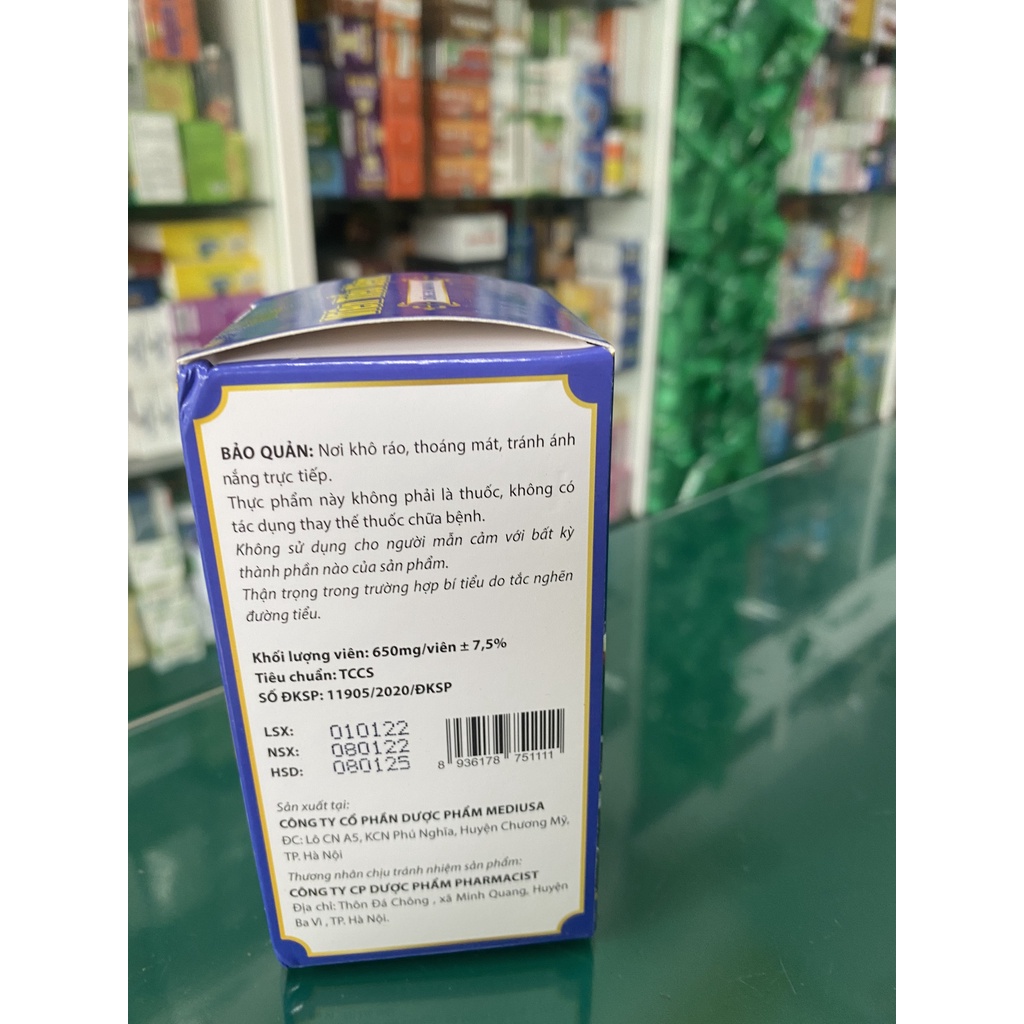 BẢO QUẢN: Nơi khô ráo, thoáng mát, tránh ánh
nắng trực tiếp.
Thực phẩm này không phải là thuốc, không có
tác dụng thay thế thuốc chữa bệnh.
Không sử dụng cho người mẫn cảm với bất kỳ
thành phần nào của sản phẩm.
Thận trọng trong trường hợp bí tiểu do tắc nghẽn
đường tiểu.
Khối lượng viên: 650mg/viên ± 7,5%
Tiêu chuẩn: TCCS
SỐ ĐKSP: 11905/2020/ĐKSP
LSX: 010122
NSX: 080122
HSD: 080125
8 936178 751111
Sản xuất tại:
CÔNG TY CỔ PHẦN DƯỢC PHẨM MEDIUSA
ĐC: Lô CN A5, KCN Phú Nghĩa, Huyện Chương Mỹ,
TP. Hà Nội
Thương nhân chịu tránh nhiệm sản phẩm:
CÔNG TY CP DƯỢC PHẨM PHARMACIST
Địa chỉ: Thôn Đá Chông , xã Minh Quang, Huyện
Ba Vì , TP. Hà Nội.